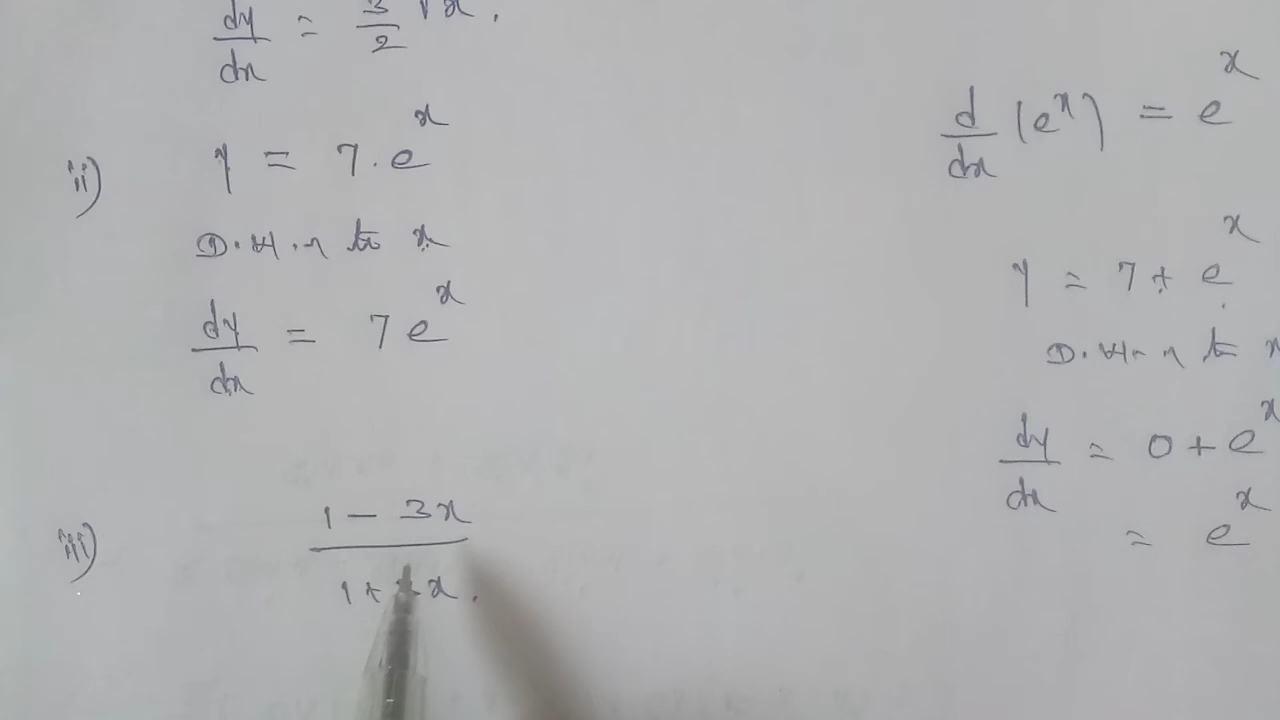 dy/dx = 3/2 √x.
ii) y = 7.e^x
D.w.r to x
dy/dx = 7e^x
iii) (1 - 3x)/(1 + x).
d/dx (e^x) = e^x
y = 7 + e^x
D.w.r to x
dy/dx = 0 + e^x
= e^x